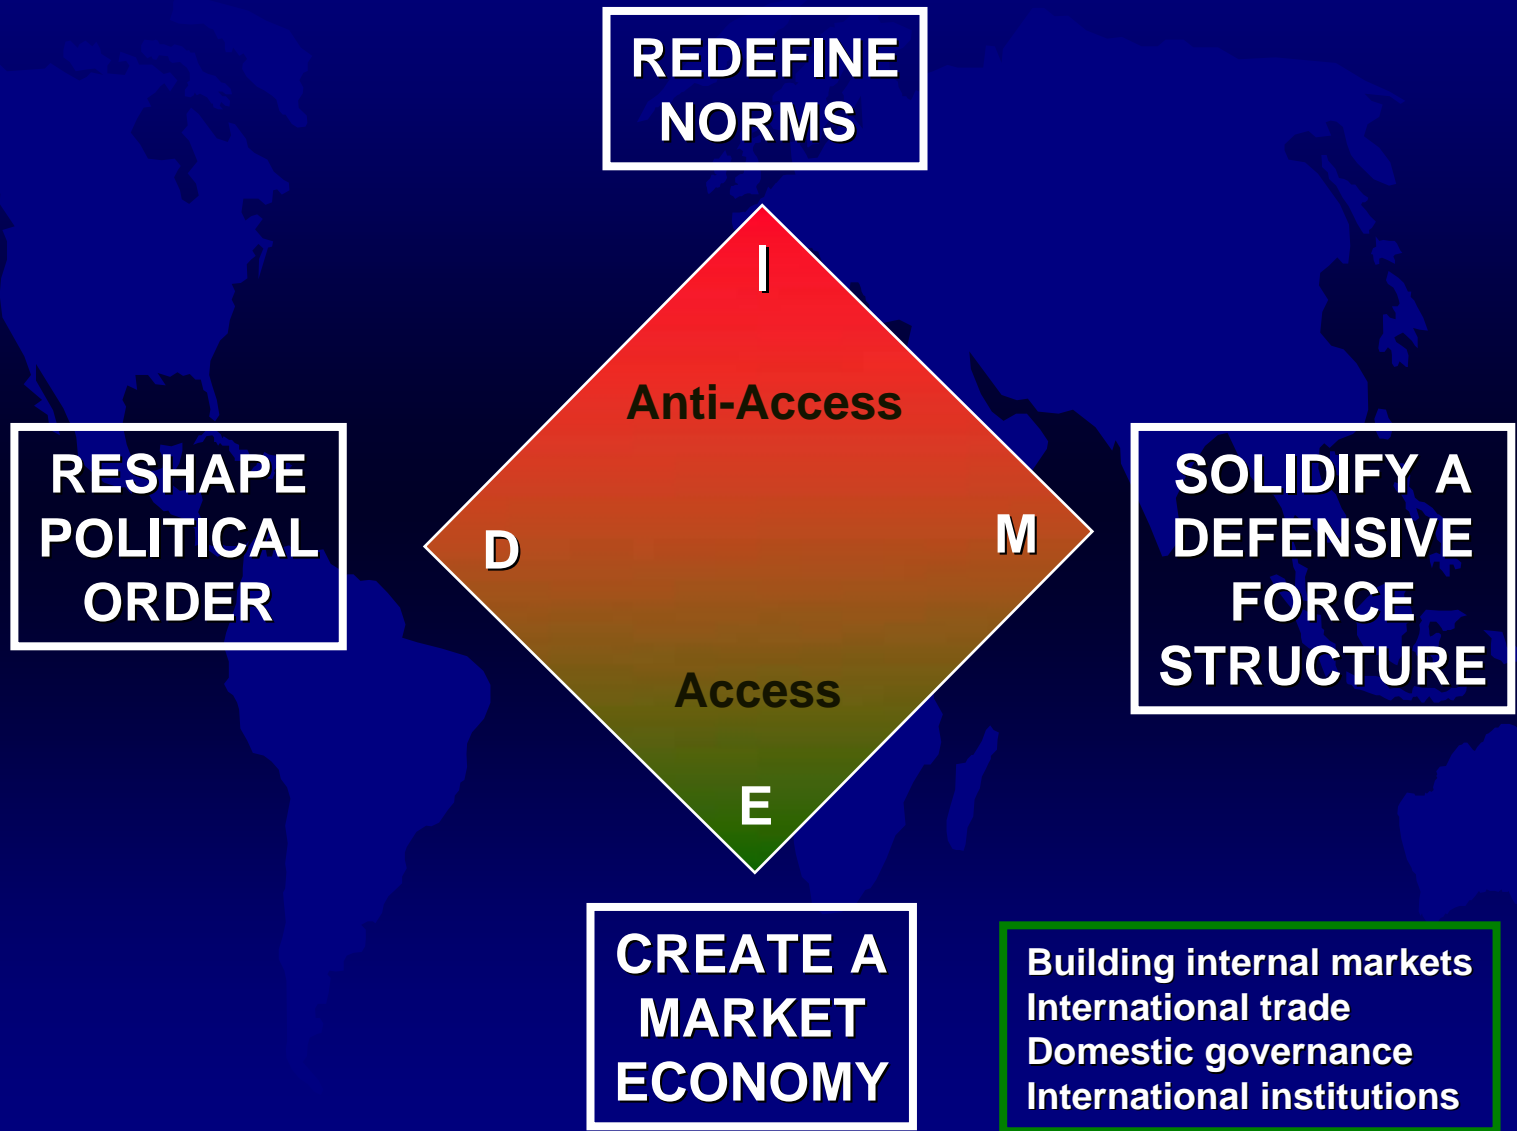 REDEFINE
NORMS
I
Anti-Access
RESHAPE
POLITICAL
ORDER
D
M
SOLIDIFY A
DEFENSIVE
FORCE
STRUCTURE
Access
E
CREATE A
MARKET
ECONOMY
Building internal markets
International trade
Domestic governance
International institutions